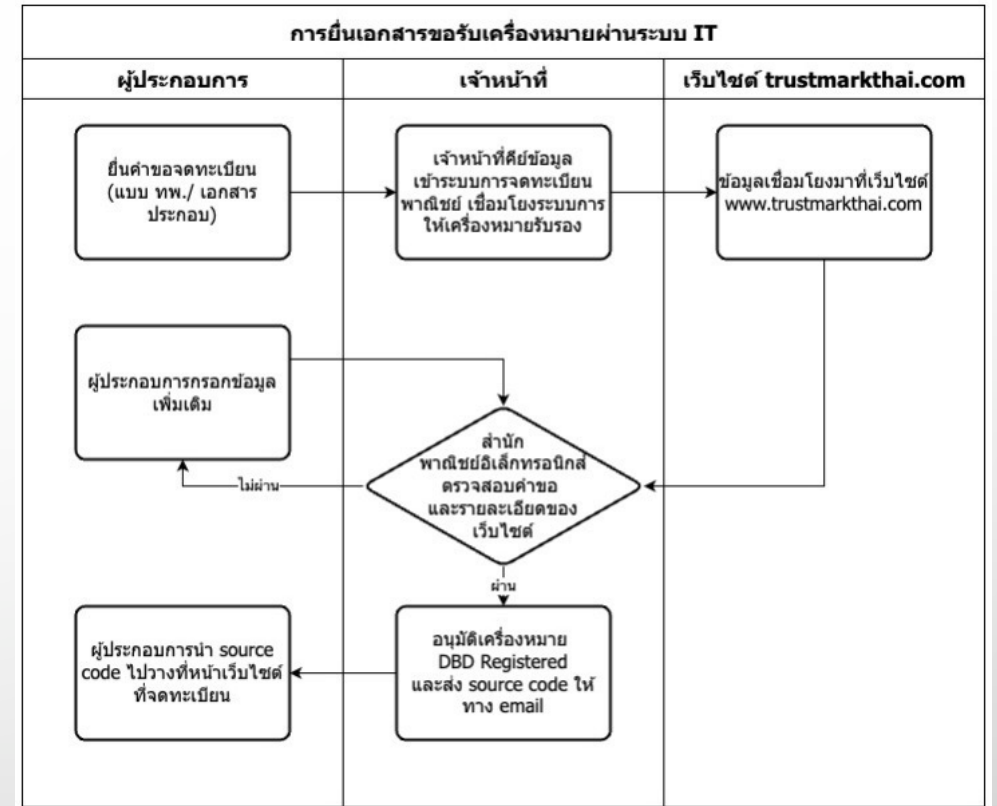 การยื่นเอกสารขอรับเครื่องหมายผ่านระบบ IT
ผู้ประกอบการ
เจ้าหน้าที่
เว็บไซต์ trustmarkthai.com
ยื่นคำขอจดทะเบียน
(แบบ ทพ./ เอกสาร
ประกอบ)
เจ้าหน้าที่คีย์ข้อมูล
เข้าระบบการจดทะเบียน
พาณิชย์ เชื่อมโยงระบบการ
ให้เครื่องหมายรับรอง
ข้อมูลเชื่อมโยงมาที่เว็บไซต์
www.trustmarkthai.com
ผู้ประกอบการกรอกข้อมูล
เพิ่มเติม
สำนัก
พาณิชย์อิเล็กทรอนิกส์
ตรวจสอบคำขอ
และรายละเอียดของ
เว็บไซต์
ไม่ผ่าน
ผ่าน
ผู้ประกอบการนำ source
code ไปวางที่หน้าเว็บไซต์
ที่จดทะเบียน
อนุมัติเครื่องหมาย
DBD Registered
และส่ง source code ให้
ทาง email